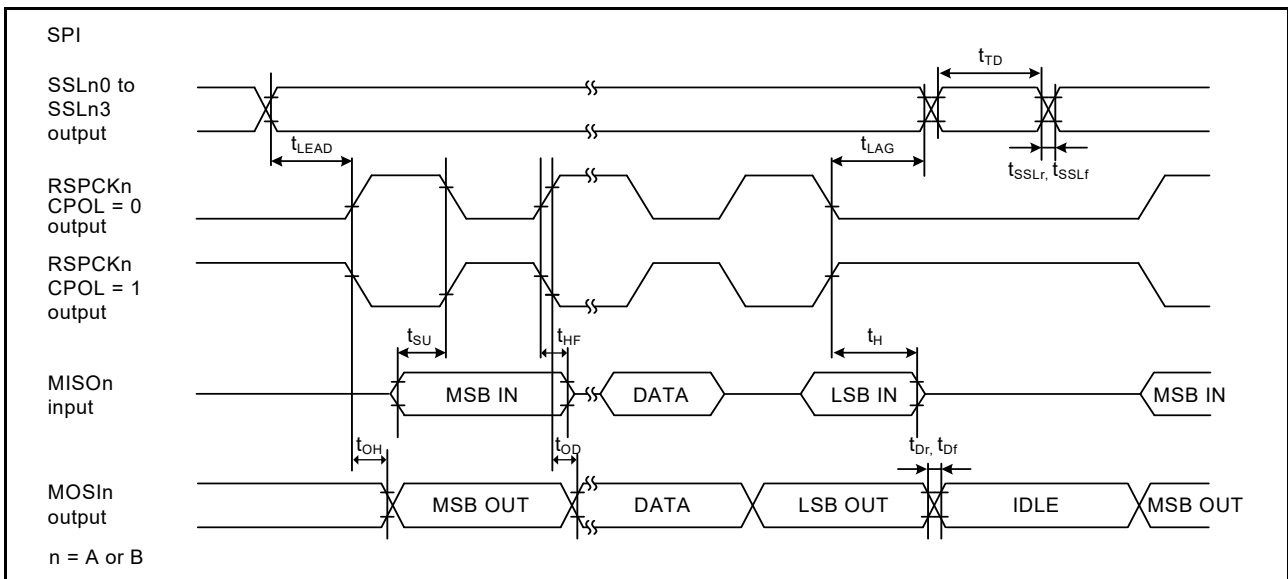 SPI
SSLn0 to
SSLn3
output
tTD
tLEAD
tLAG
tSSLr, tSSLf
RSPCKn
CPOL = 0
output
RSPCKn
CPOL = 1
output
tSU
tHF
tH
MISOn
input
MSB IN
DATA
LSB IN
MSB IN
tOH
tOD
tDr, tDf
MOSIn
output
MSB OUT
DATA
LSB OUT
IDLE
MSB OUT
n = A or B